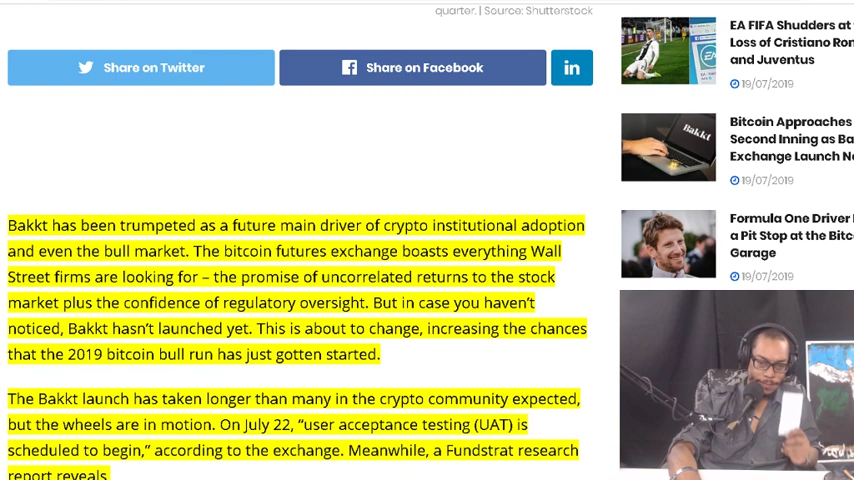 quarter. | Source: Shutterstock
Share on Twitter
Share on Facebook
in
Bakkt has been trumpeted as a future main driver of crypto institutional adoption
and even the bull market. The bitcoin futures exchange boasts everything Wall
Street firms are looking for – the promise of uncorrelated returns to the stock
market plus the confidence of regulatory oversight. But in case you haven't
noticed, Bakkt hasn't launched yet. This is about to change, increasing the chances
that the 2019 bitcoin bull run has just gotten started.
The Bakkt launch has taken longer than many in the crypto community expected,
but the wheels are in motion. On July 22, “user acceptance testing (UAT) is
scheduled to begin,” according to the exchange. Meanwhile, a Fundstrat research
report reveals
EA FIFA Shudders at
Loss of Cristiano Ron
and Juventus
19/07/2019
Bakkt
Bitcoin Approaches
Second Inning as Ba
Exchange Launch Ne
19/07/2019
Formula One Driver
a Pit Stop at the Bitc
Garage
19/07/2019